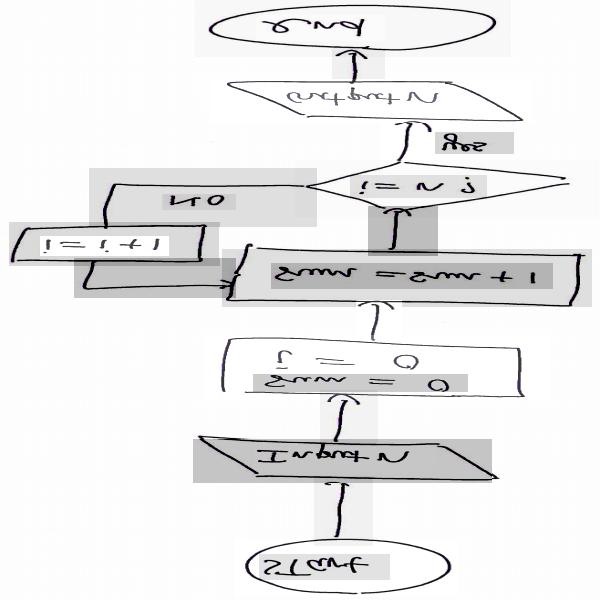 STart
Input N
sum = 0
i = 0
sum = sum + 1
i = i + 1
NO
i = N ?
yes
output N
end